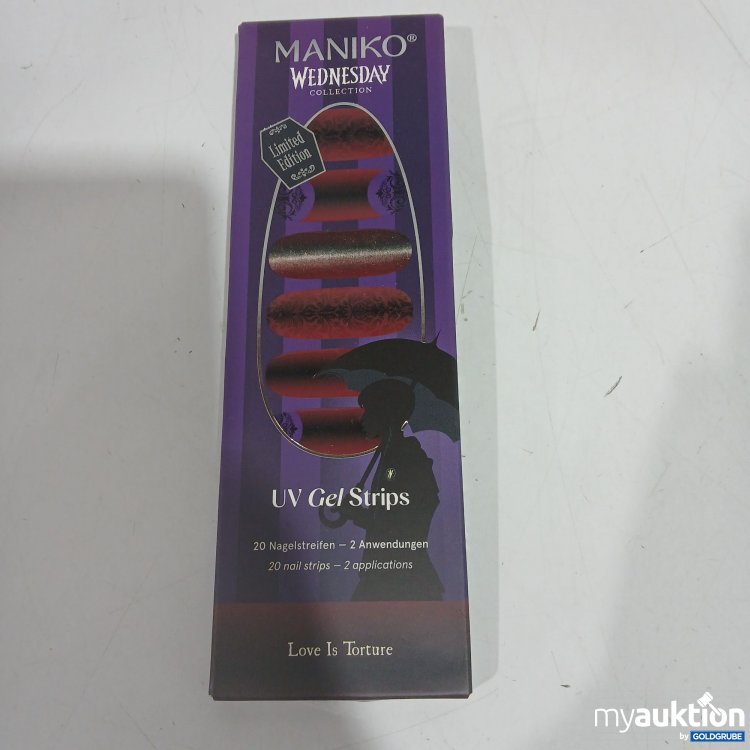 MANIKO®
WEDNESDAY
COLLECTION
Limited
Edition
UV Gel Strips
20 Nagelstreifen — 2 Anwendungen
20 nail strips — 2 applications
Love Is Torture
myauktion
by GOLDGRUBE